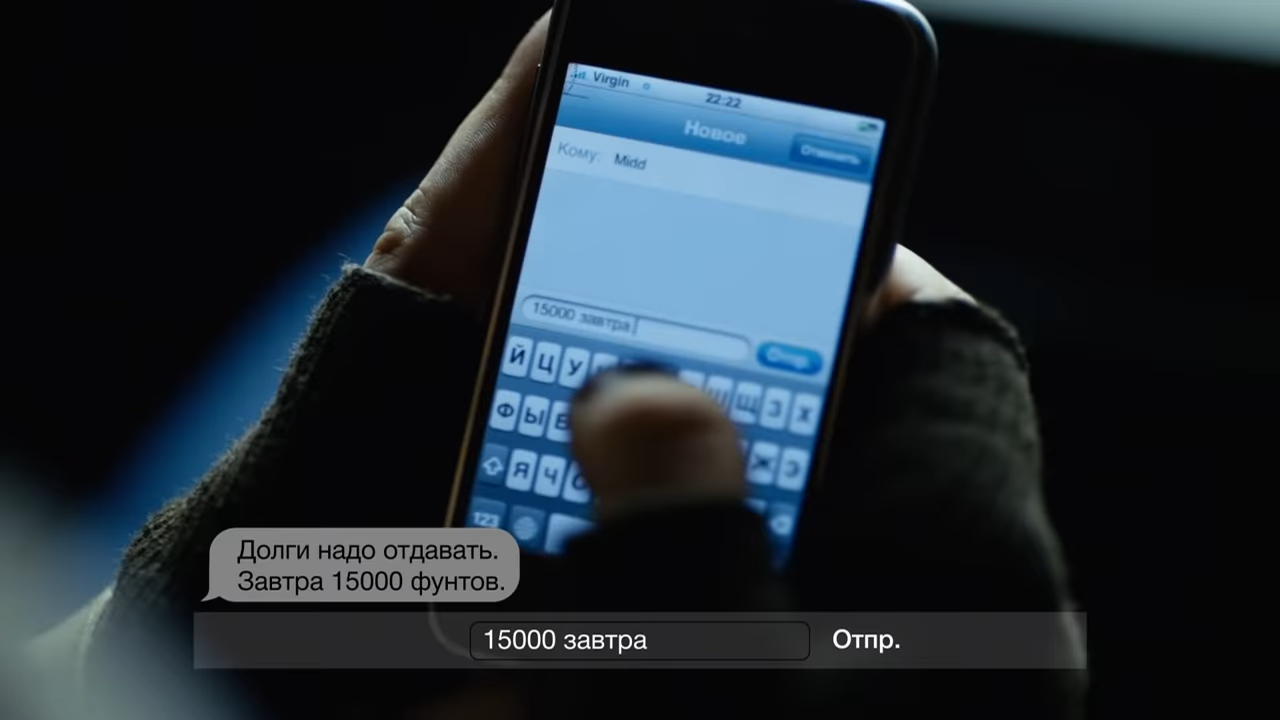 Virgin
22:22
Новое
Отменить
Кому: Midd
15000 завтра
Отпр.
Й Ц У Ш Щ З Х
Ф Ы В Ж Э
Я Ч С
123
Долги надо отдавать.
Завтра 15000 фунтов.
15000 завтра
Отпр.